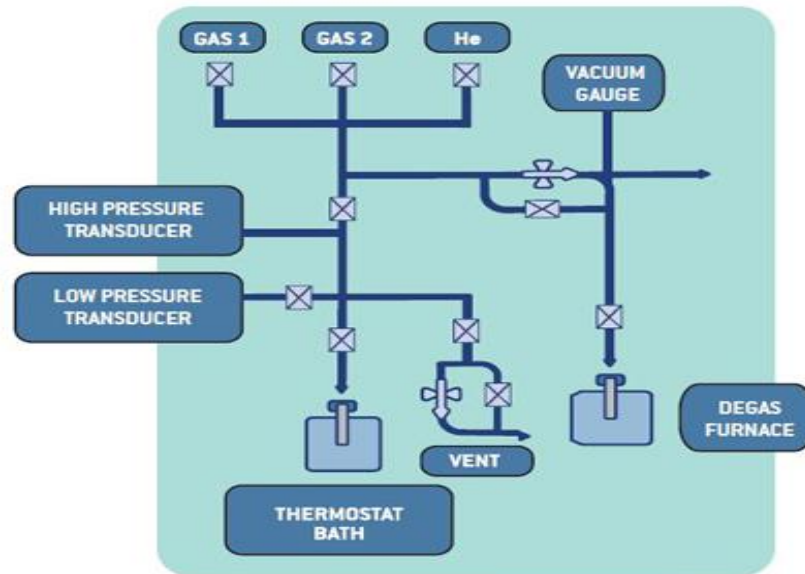 GAS 1
GAS 2
He
VACUUM
GAUGE
HIGH PRESSURE
TRANSDUCER
LOW PRESSURE
TRANSDUCER
DEGAS
FURNACE
VENT
THERMOSTAT
BATH